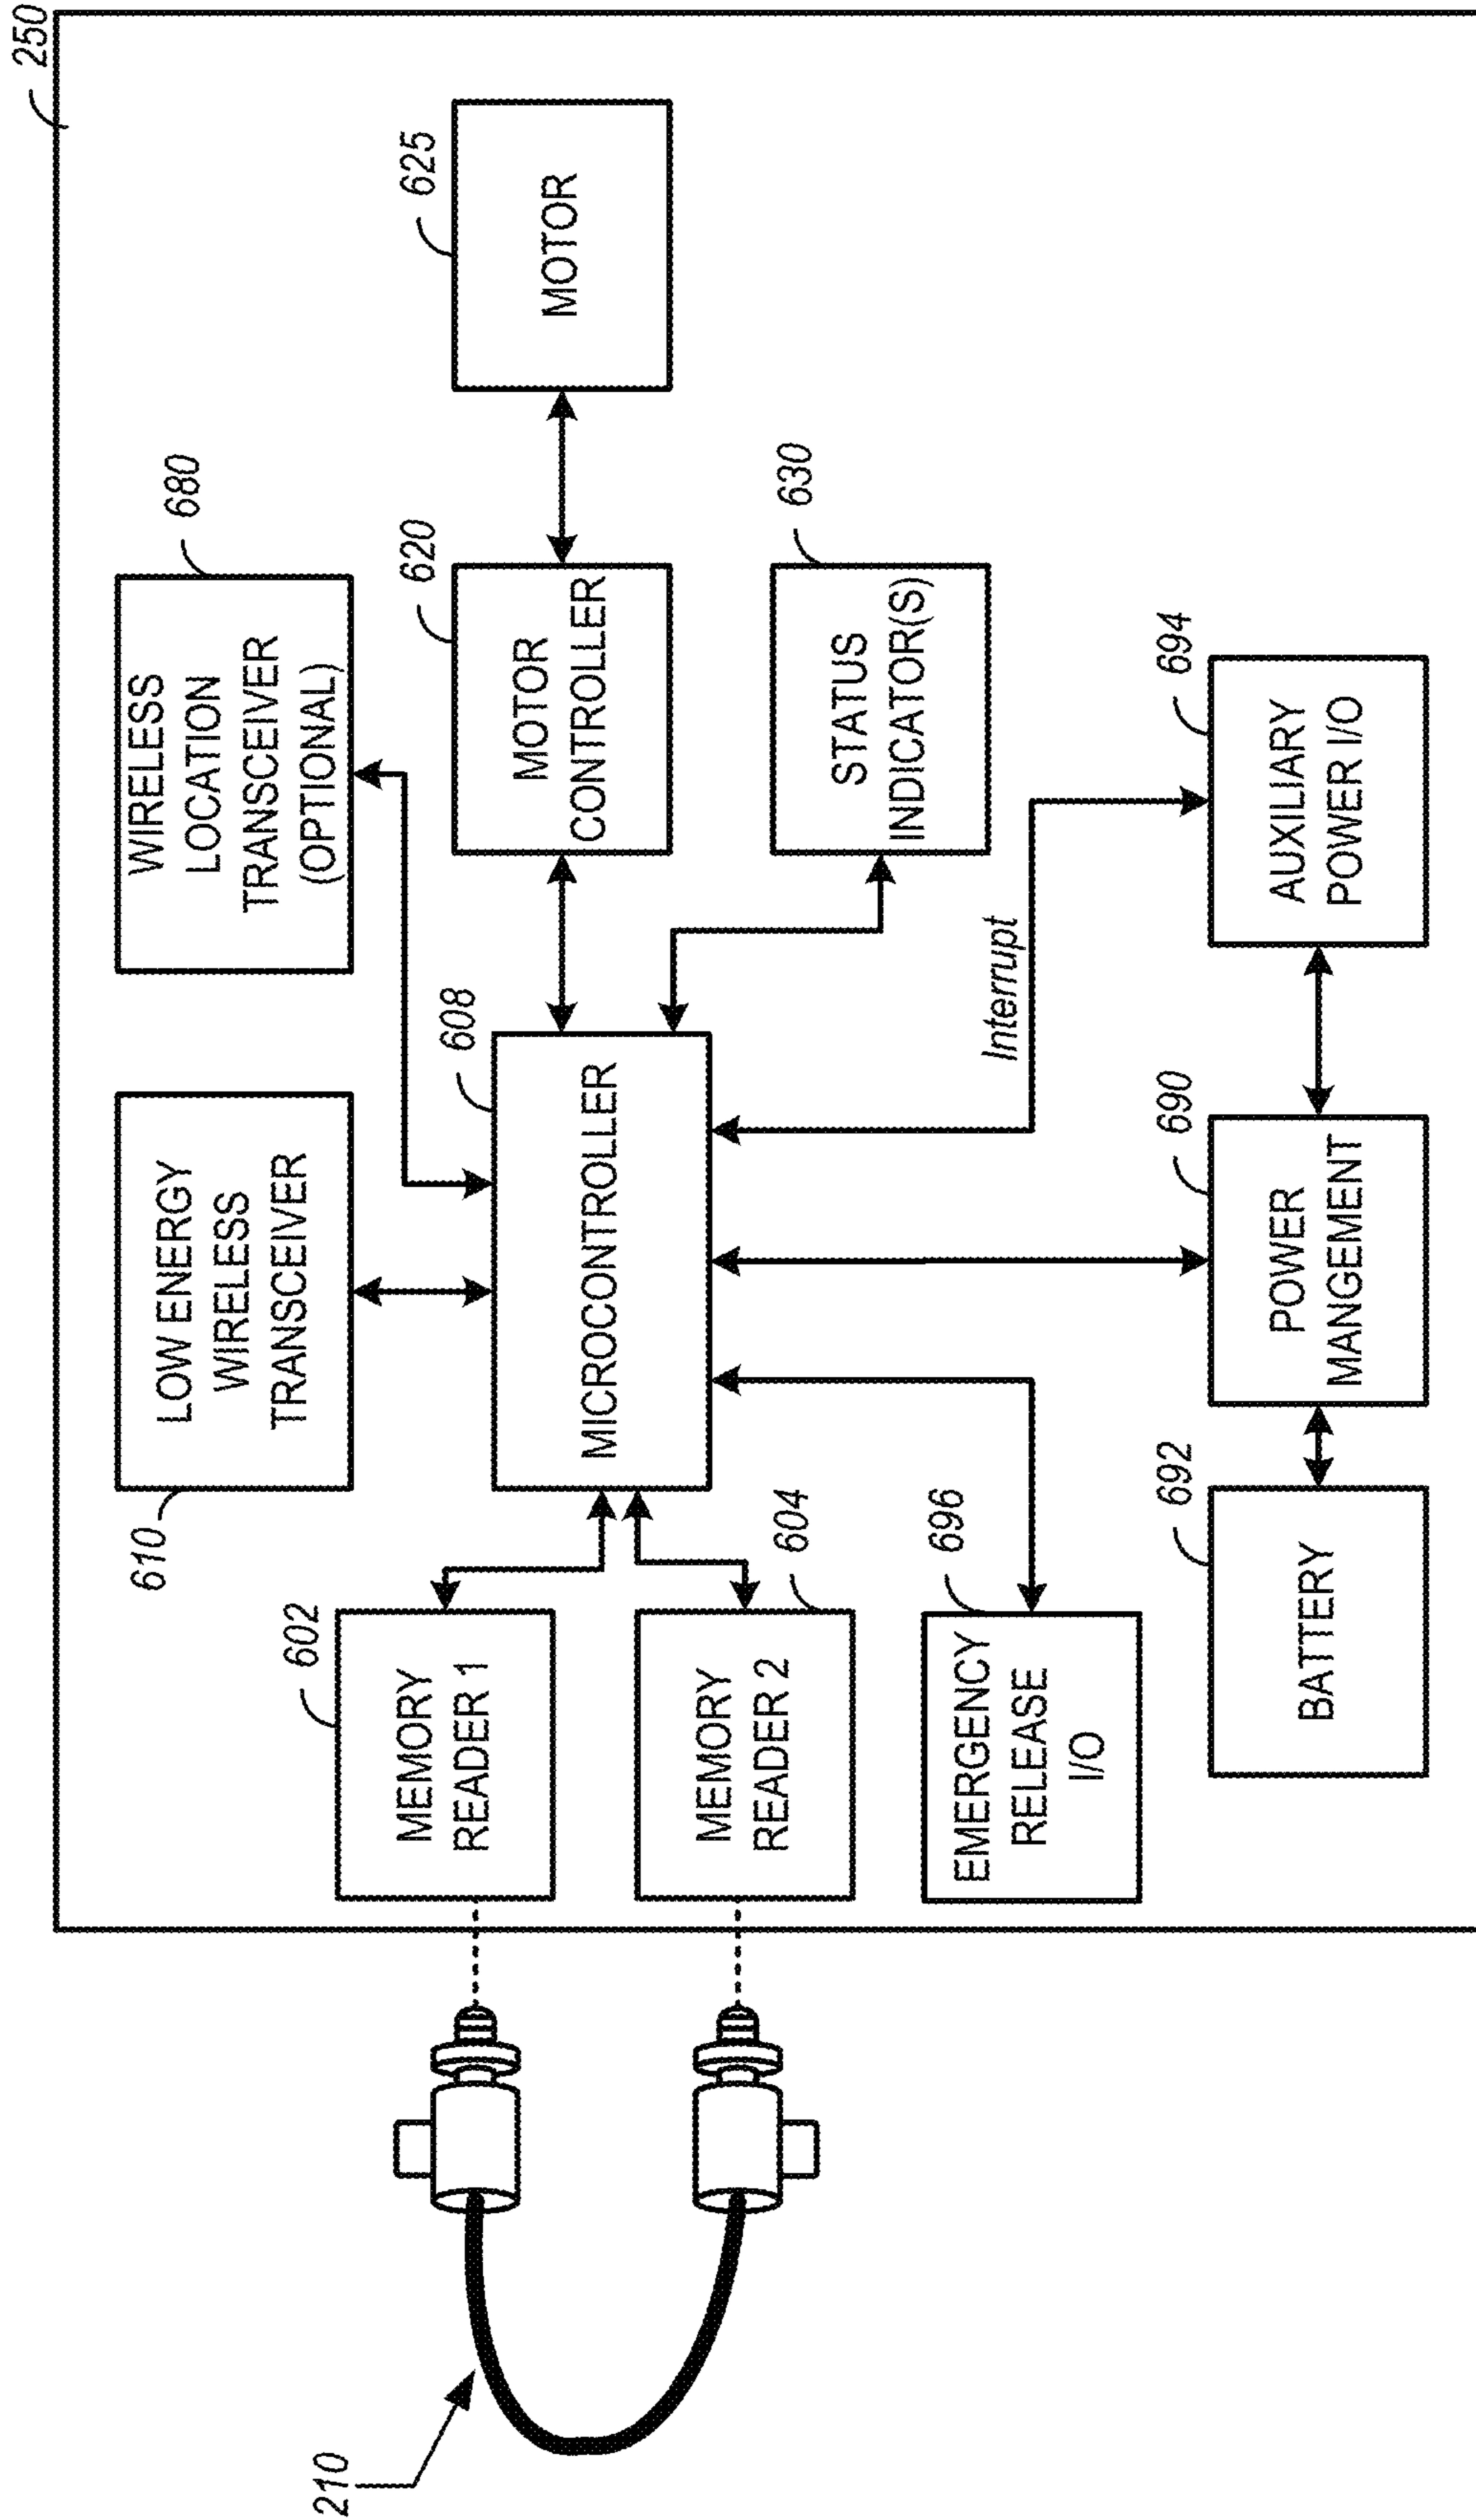 250
WIRELESS
LOCATION
TRANSCEIVER
(OPTIONAL)
680
LOW ENERGY
WIRELESS
TRANSCEIVER
610
MOTOR
625
MOTOR
CONTROLLER
620
MICROCONTROLLER
608
MEMORY
READER 1
602
MEMORY
READER 2
604
STATUS
INDICATOR(S)
630
Interrupt
EMERGENCY
RELEASE
I/O
696
BATTERY
692
POWER
MANGEMENT
690
AUXILIARY
POWER I/O
694
210